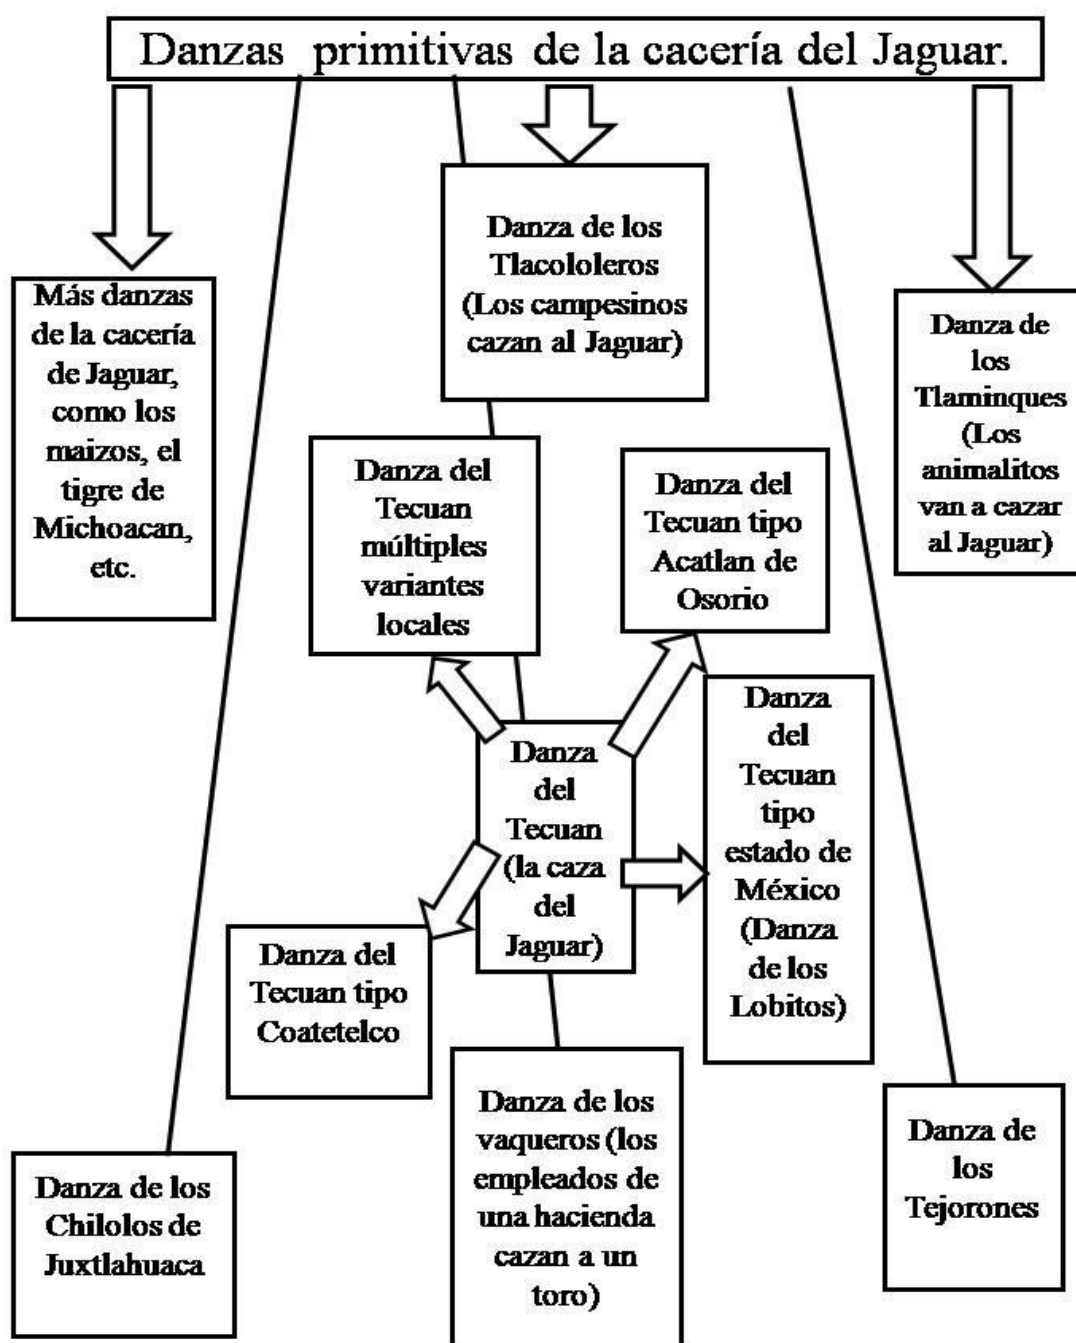 Danzas primitivas de la cacería del Jaguar.
Danza de los
Tlacololeros
(Los campesinos
cazan al Jaguar)
Más danzas
de la cacería
de Jaguar,
como los
maizos, el
tigre de
Michoacan,
etc.
Danza de
los
Tlaminques
(Los
animalitos
van a cazar
al Jaguar)
Danza del
Tecuan
múltiples
variantes
locales
Danza del
Tecuan tipo
Acatlan de
Osorio
Danza
del
Tecuan
(la caza
del
Jaguar)
Danza
del
Tecuan
tipo
estado de
México
(Danza
de los
Lobitos)
Danza del
Tecuan tipo
Coatetelco
Danza de los
vaqueros (los
empleados de
una hacienda
cazan a un
toro)
Danza de
los
Tejorones
Danza de los
Chilolos de
Juxtlahuaca